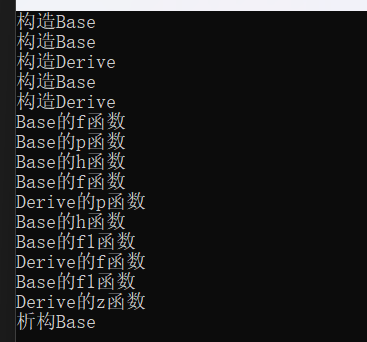 构造Base
构造Base
构造Derive
构造Base
构造Derive
Base的f函数
Base的p函数
Base的h函数
Base的f函数
Derive的p函数
Base的h函数
Base的f1函数
Derive的f函数
Base的f1函数
Derive的z函数
析构Base